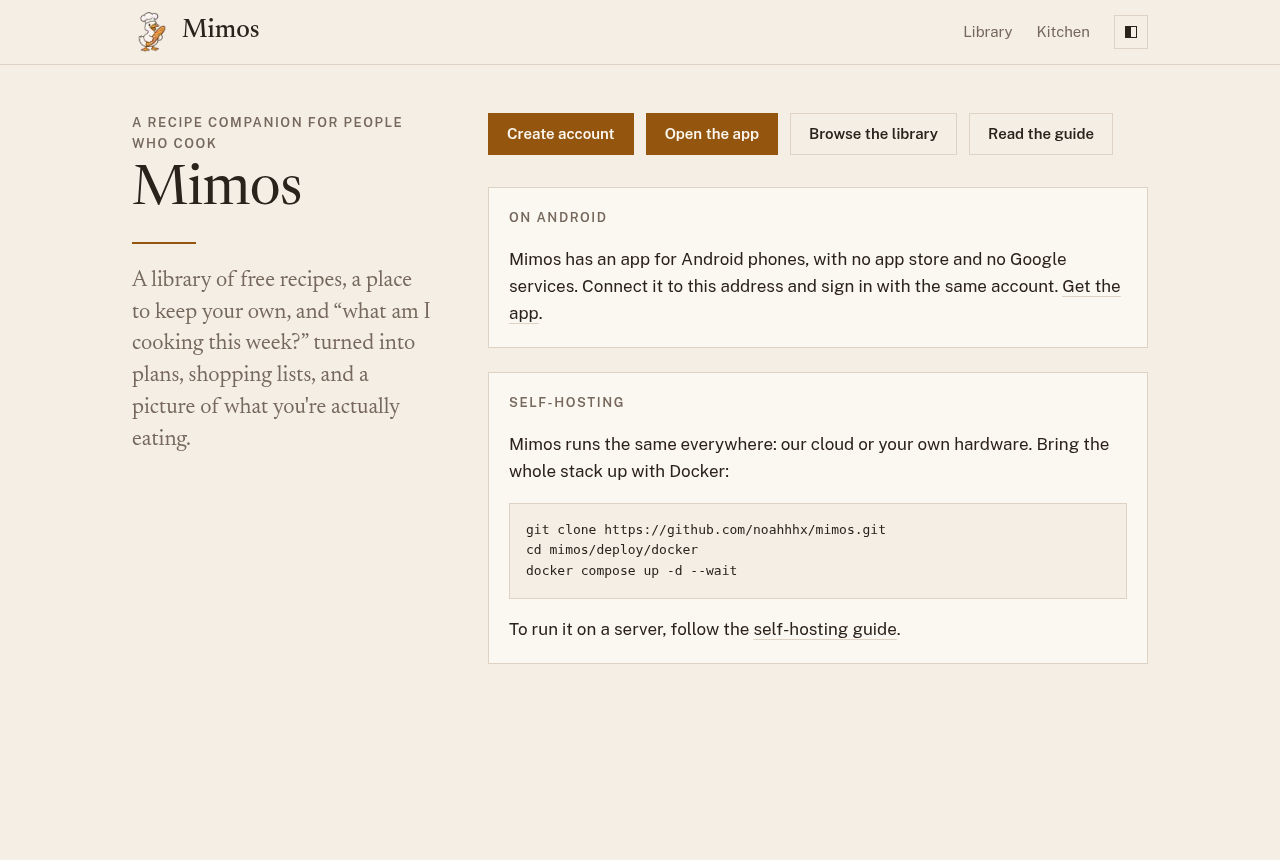 Mimos
Library
Kitchen
A RECIPE COMPANION FOR PEOPLE
WHO COOK
Mimos
A library of free recipes, a place
to keep your own, and “what am I
cooking this week?” turned into
plans, shopping lists, and a
picture of what you're actually
eating.
Create account
Open the app
Browse the library
Read the guide
ON ANDROID
Mimos has an app for Android phones, with no app store and no Google
services. Connect it to this address and sign in with the same account. Get the
app.
SELF-HOSTING
Mimos runs the same everywhere: our cloud or your own hardware. Bring the
whole stack up with Docker:
git clone https://github.com/noahhhx/mimos.git
cd mimos/deploy/docker
docker compose up -d --wait
To run it on a server, follow the self-hosting guide.